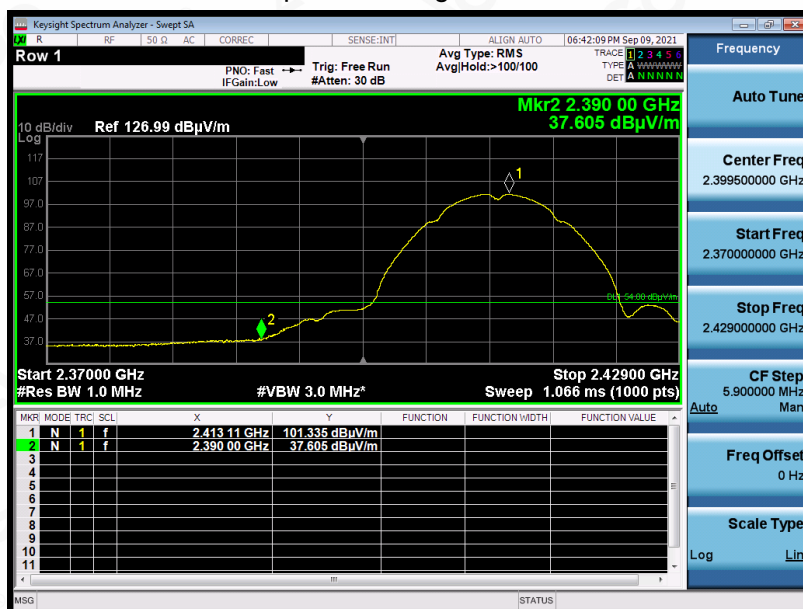 Keysight Spectrum Analyzer - Swept SA
LXI R RF 50 Ω AC CORREC SENSE:INT ALIGN AUTO 06:42:09 PM Sep 09, 2021
Row 1
PNO: Fast
IFGain:Low
Trig: Free Run
#Atten: 30 dB
Avg Type: RMS
Avg|Hold:>100/100
TRACE 1 2 3 4 5 6
TYPE A WWWWW
DET A N N N N N
Mkr2 2.390 00 GHz
37.605 dBµV/m
10 dB/div Ref 126.99 dBµV/m
Log
117
107
97.0
87.0
77.0
67.0
57.0
47.0
37.0
1
2
DL1 54.00 dBµV/m
Start 2.37000 GHz
Stop 2.42900 GHz
#Res BW 1.0 MHz #VBW 3.0 MHz* Sweep 1.066 ms (1000 pts)
MKR MODE TRC SCL X Y FUNCTION FUNCTION WIDTH FUNCTION VALUE
1 N 1 f 2.413 11 GHz 101.335 dBµV/m
2 N 1 f 2.390 00 GHz 37.605 dBµV/m
3
4
5
6
7
8
9
10
11
MSG STATUS
Frequency
Auto Tune
Center Freq
2.399500000 GHz
Start Freq
2.370000000 GHz
Stop Freq
2.429000000 GHz
CF Step
5.900000 MHz
Auto Man
Freq Offset
0 Hz
Scale Type
Log Lin